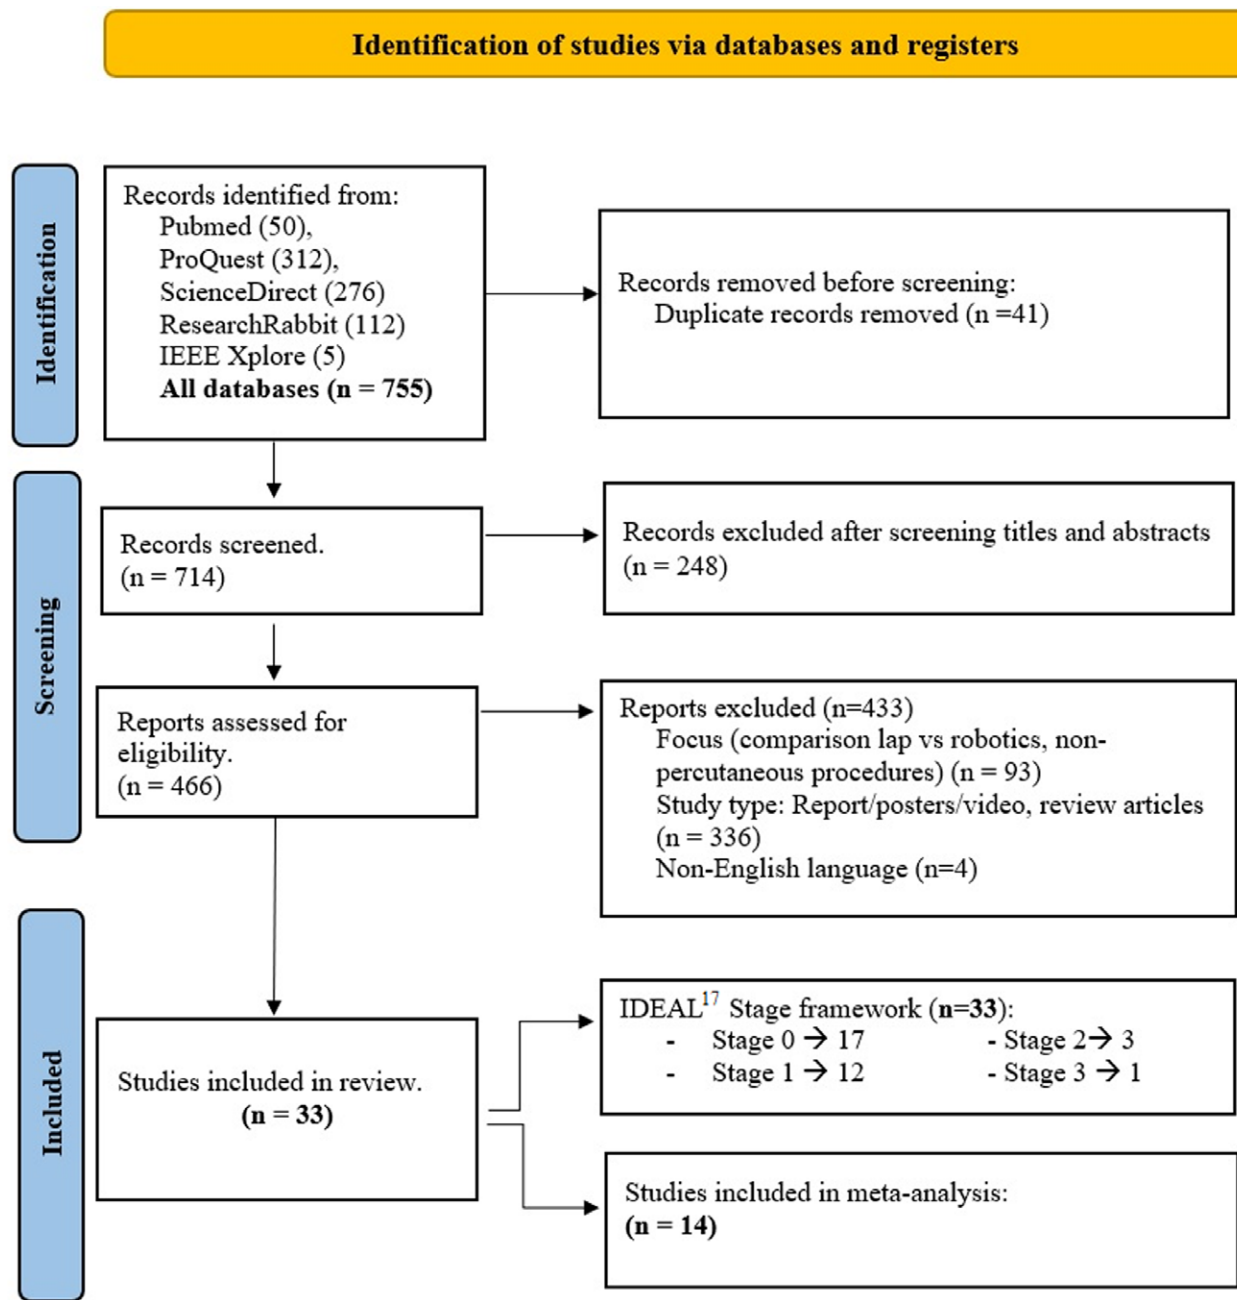 Identification of studies via databases and registers
Identification
Records identified from:
Pubmed (50),
ProQuest (312),
ScienceDirect (276)
ResearchRabbit (112)
IEEE Xplore (5)
All databases (n = 755)
Records removed before screening:
Duplicate records removed (n =41)
Screening
Records screened.
(n = 714)
Records excluded after screening titles and abstracts
(n = 248)
Reports assessed for
eligibility.
(n = 466)
Reports excluded (n=433)
Focus (comparison lap vs robotics, non-
percutaneous procedures) (n = 93)
Study type: Report/posters/video, review articles
(n = 336)
Non-English language (n=4)
Included
Studies included in review.
(n = 33)
IDEAL17 Stage framework (n=33):
- Stage 0 → 17 - Stage 2→ 3
- Stage 1 → 12 - Stage 3 → 1
Studies included in meta-analysis:
(n = 14)